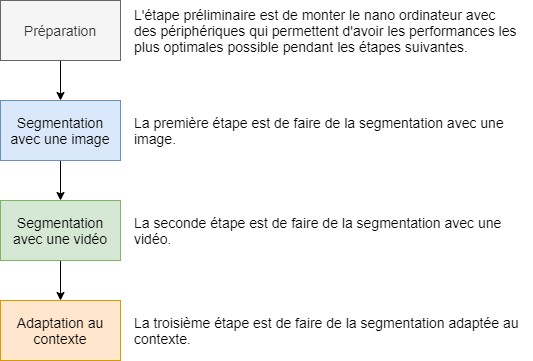 Préparation
L'étape préliminaire est de monter le nano ordinateur avec
des périphériques qui permettent d'avoir les performances les
plus optimales possible pendant les étapes suivantes.
Segmentation
avec une image
La première étape est de faire de la segmentation avec une
image.
Segmentation
avec une vidéo
La seconde étape est de faire de la segmentation avec une
vidéo.
Adaptation au
contexte
La troisième étape est de faire de la segmentation adaptée au
contexte.